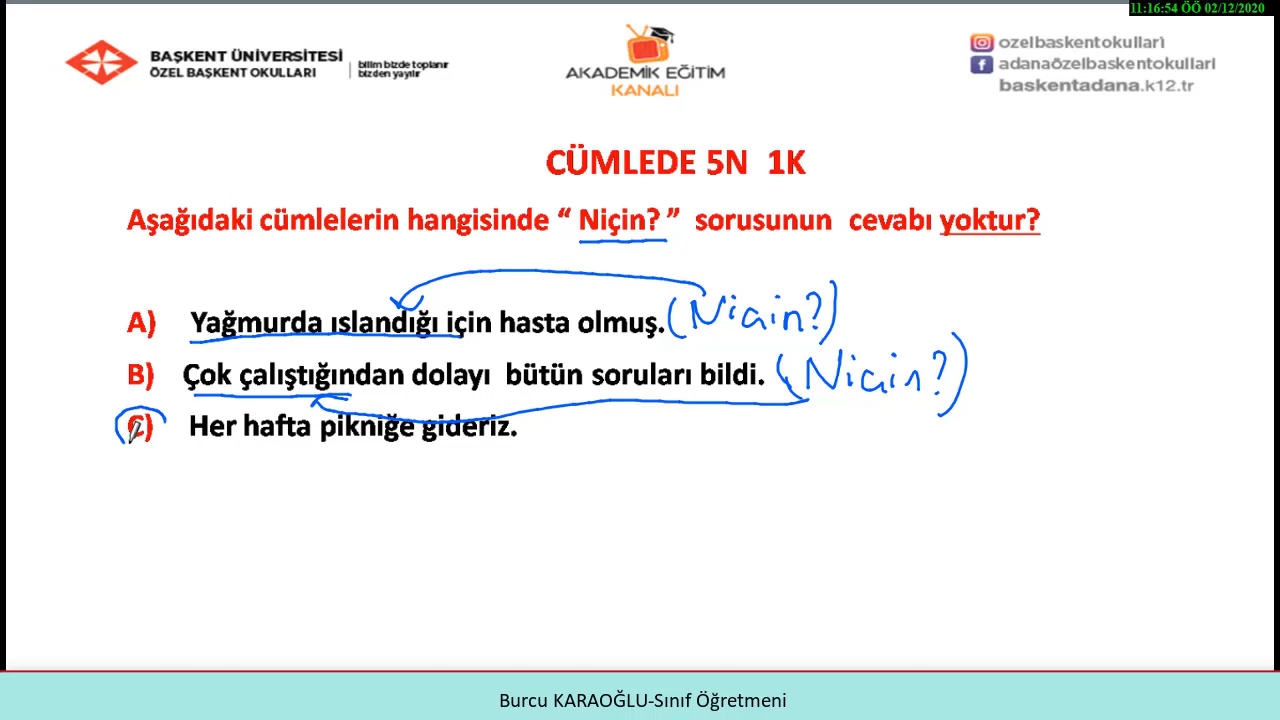 11:16:54 ÖÖ 02/12/2020
BAŞKENT ÜNİVERSİTESİ
ÖZEL BAŞKENT OKULLARI
bilim bizde toplanır
bizden yayılır
AKADEMİK EĞİTİM
KANALI
ozelbaskentokullari
adanaözelbaskentokullari
baskentadana.k12.tr
CÜMLEDE 5N 1K
Aşağıdaki cümlelerin hangisinde “ Niçin? ” sorusunun cevabı yoktur?
A) Yağmurda ıslandığı için hasta olmuş. (Niçin?)
B) Çok çalıştığından dolayı bütün soruları bildi. (Niçin?)
C) Her hafta pikniğe gideriz.
Burcu KARAOĞLU-Sınıf Öğretmeni